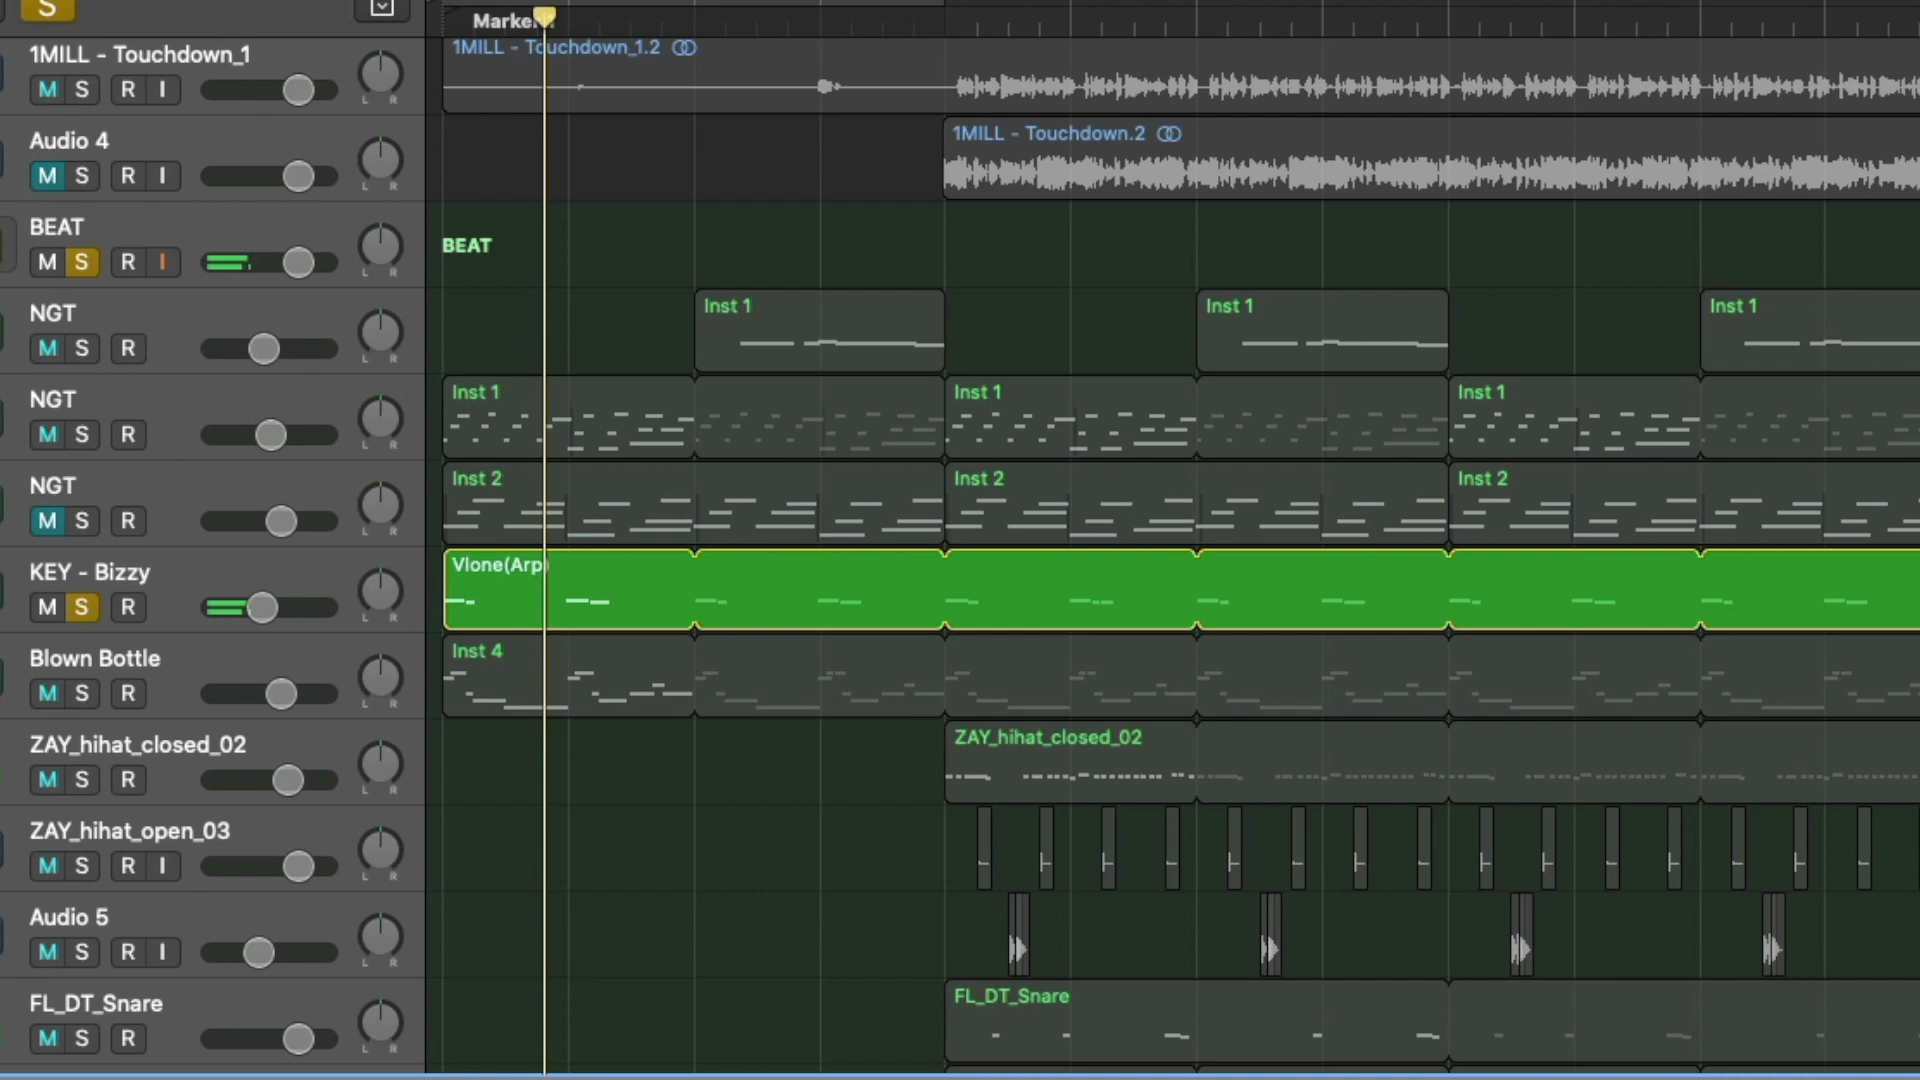 S
Marker
1MILL - Touchdown_1
1MILL - Touchdown_1.2
M S R I
L R
Audio 4
1MILL - Touchdown.2
M S R I
L R
BEAT
BEAT
M S R I
L R
NGT
Inst 1 Inst 1 Inst 1
M S R
L R
NGT
Inst 1 Inst 1 Inst 1
M S R
L R
NGT
Inst 2 Inst 2 Inst 2
M S R
L R
KEY - Bizzy
Vlone(Arp)
M S R
L R
Blown Bottle
Inst 4
M S R
L R
ZAY_hihat_closed_02
ZAY_hihat_closed_02
M S R
L R
ZAY_hihat_open_03
M S R I
L R
Audio 5
M S R I
L R
FL_DT_Snare
FL_DT_Snare
M S R
L R